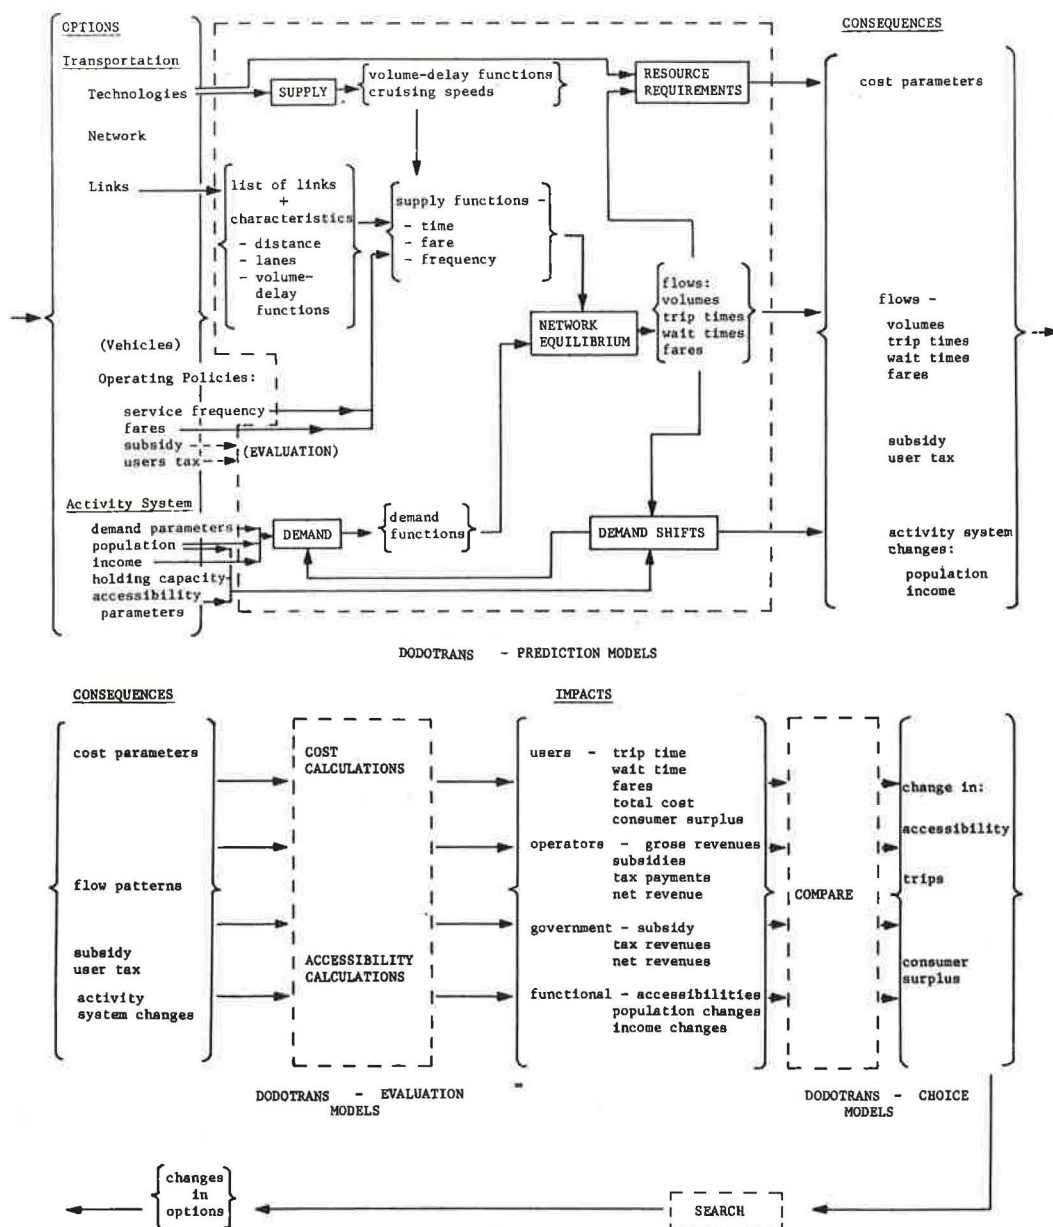 OPTIONS
Transportation
Technologies
Network
Links
(Vehicles)
Operating Policies:
service frequency
fares
subsidy
users tax
(EVALUATION)
Activity System
demand parameters
population
income
holding capacity
accessibility
parameters
SUPPLY
volume-delay functions
cruising speeds
RESOURCE
REQUIREMENTS
list of links
+
characteristics
- distance
- lanes
- volume-
delay
functions
supply functions -
- time
- fare
- frequency
NETWORK
EQUILIBRIUM
flows:
volumes
trip times
wait times
fares
DEMAND
demand
functions
DEMAND SHIFTS
CONSEQUENCES
cost parameters
flows -
volumes
trip times
wait times
fares
subsidy
user tax
activity system
changes:
population
income
DODOTRANS - PREDICTION MODELS
CONSEQUENCES
cost parameters
flow patterns
subsidy
user tax
activity
system changes
COST
CALCULATIONS
ACCESSIBILITY
CALCULATIONS
IMPACTS
users - trip time
wait time
fares
total cost
consumer surplus
operators - gross revenues
subsidies
tax payments
net revenue
government - subsidy
tax revenues
net revenues
functional - accessibilities
population changes
income changes
COMPARE
change in:
accessibility
trips
consumer
surplus
DODOTRANS - EVALUATION
MODELS
DODOTRANS - CHOICE
MODELS
changes
in
options
SEARCH